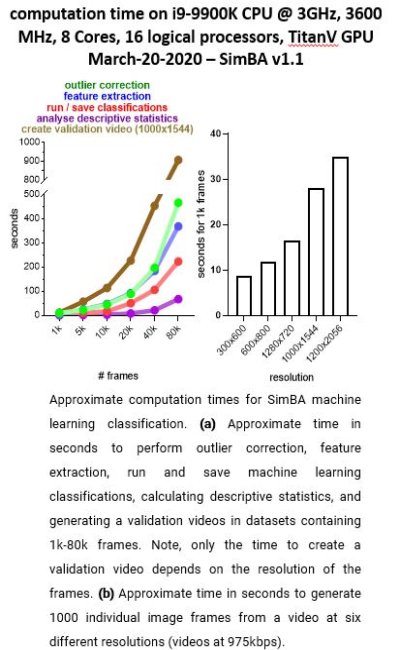 computation time on i9-9900K CPU @ 3GHz, 3600
MHz, 8 Cores, 16 logical processors, TitanV GPU
March-20-2020 – SimBA v1.1
outlier correction
feature extraction
run / save classifications
analyse descriptive statistics
create validation video (1000x1544)
1000
900
800
500
400
300
200
100
0
seconds
1k
5k
10k
20k
40k
80k
# frames
40
30
20
10
0
seconds for 1k frames
300x600
600x800
1280x720
1000x1544
1200x2056
resolution
Approximate computation times for SimBA machine
learning classification. (a) Approximate time in
seconds to perform outlier correction, feature
extraction, run and save machine learning
classifications, calculating descriptive statistics, and
generating a validation videos in datasets containing
1k-80k frames. Note, only the time to create a
validation video depends on the resolution of the
frames. (b) Approximate time in seconds to generate
1000 individual image frames from a video at six
different resolutions (videos at 975kbps).